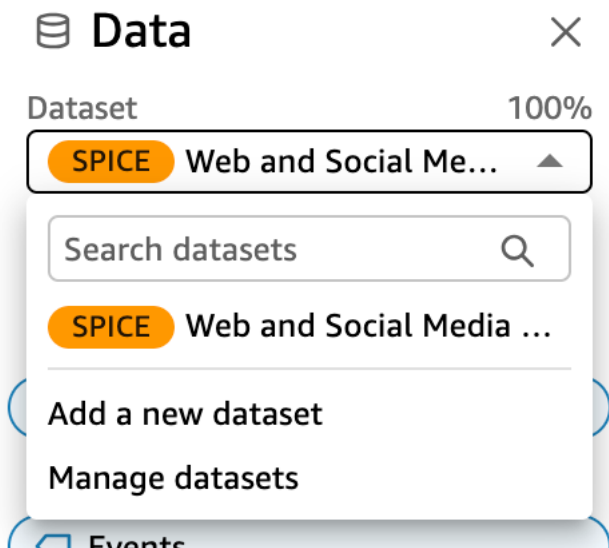 Data
Dataset 100%
SPICE Web and Social Me...
Search datasets
SPICE Web and Social Media ...
Add a new dataset
Manage datasets
Events